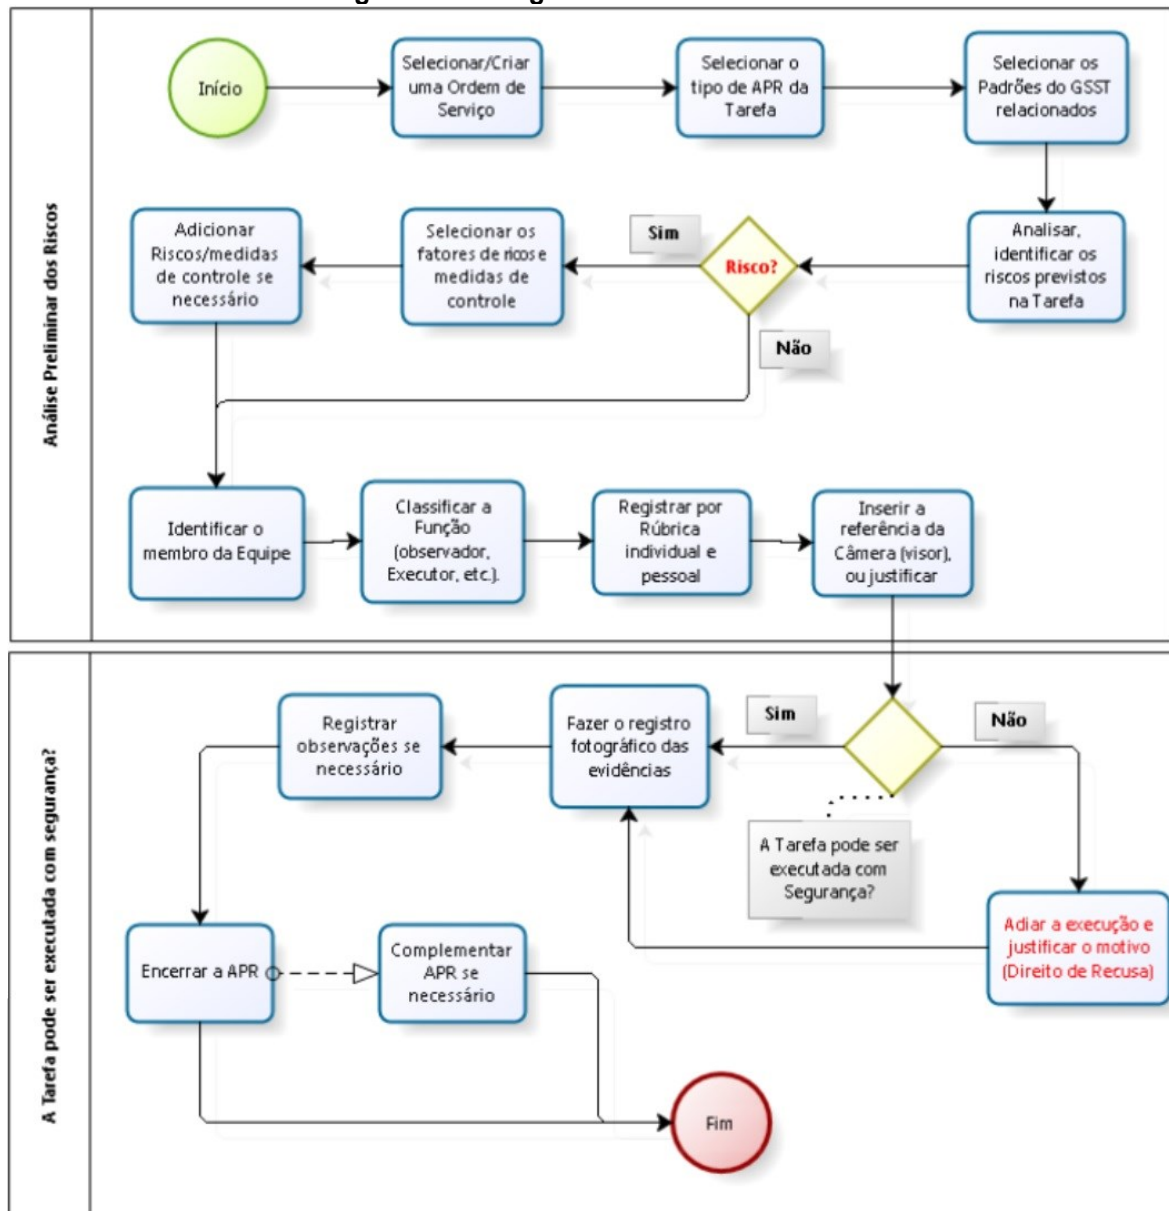 Análise Preliminar dos Riscos
Início
Selecionar/Criar
uma Ordem de
Serviço
Selecionar o
tipo de APR da
Tarefa
Selecionar os
Padrões do GSST
relacionados
Analisar,
identificar os
riscos previstos
na Tarefa
Risco?
Sim
Não
Selecionar os
fatores de ricos e
medidas de
controle
Adicionar
Riscos/medidas
de controle se
necessário
Identificar o
membro da Equipe
Classificar a
Função
(observador,
Executor, etc.).
Registrar por
Rúbrica
individual e
pessoal
Inserir a
referência da
Câmera (visor),
ou justificar
A Tarefa pode ser executada com segurança?
Sim
Não
A Tarefa pode ser
executada com
Segurança?
Fazer o registro
fotográfico das
evidências
Registrar
observações se
necessário
Adiar a execução e
justificar o motivo
(Direito de Recusa)
Encerrar a APR
Complementar
APR se
necessário
Fim